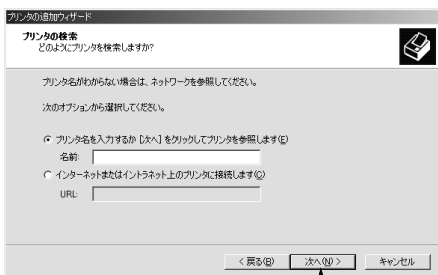 プリンタの追加ウィザード
プリンタの検索
どのようにプリンタを検索しますか?
プリンタ名がわからない場合は、ネットワークを参照してください。
次のオプションから選択してください。
プリンタ名を入力するか [次へ] をクリックしてプリンタを参照します(E)
名前:
インターネットまたはイントラネット上のプリンタに接続します(C)
URL:
< 戻る(B) 次へ(N) > キャンセル